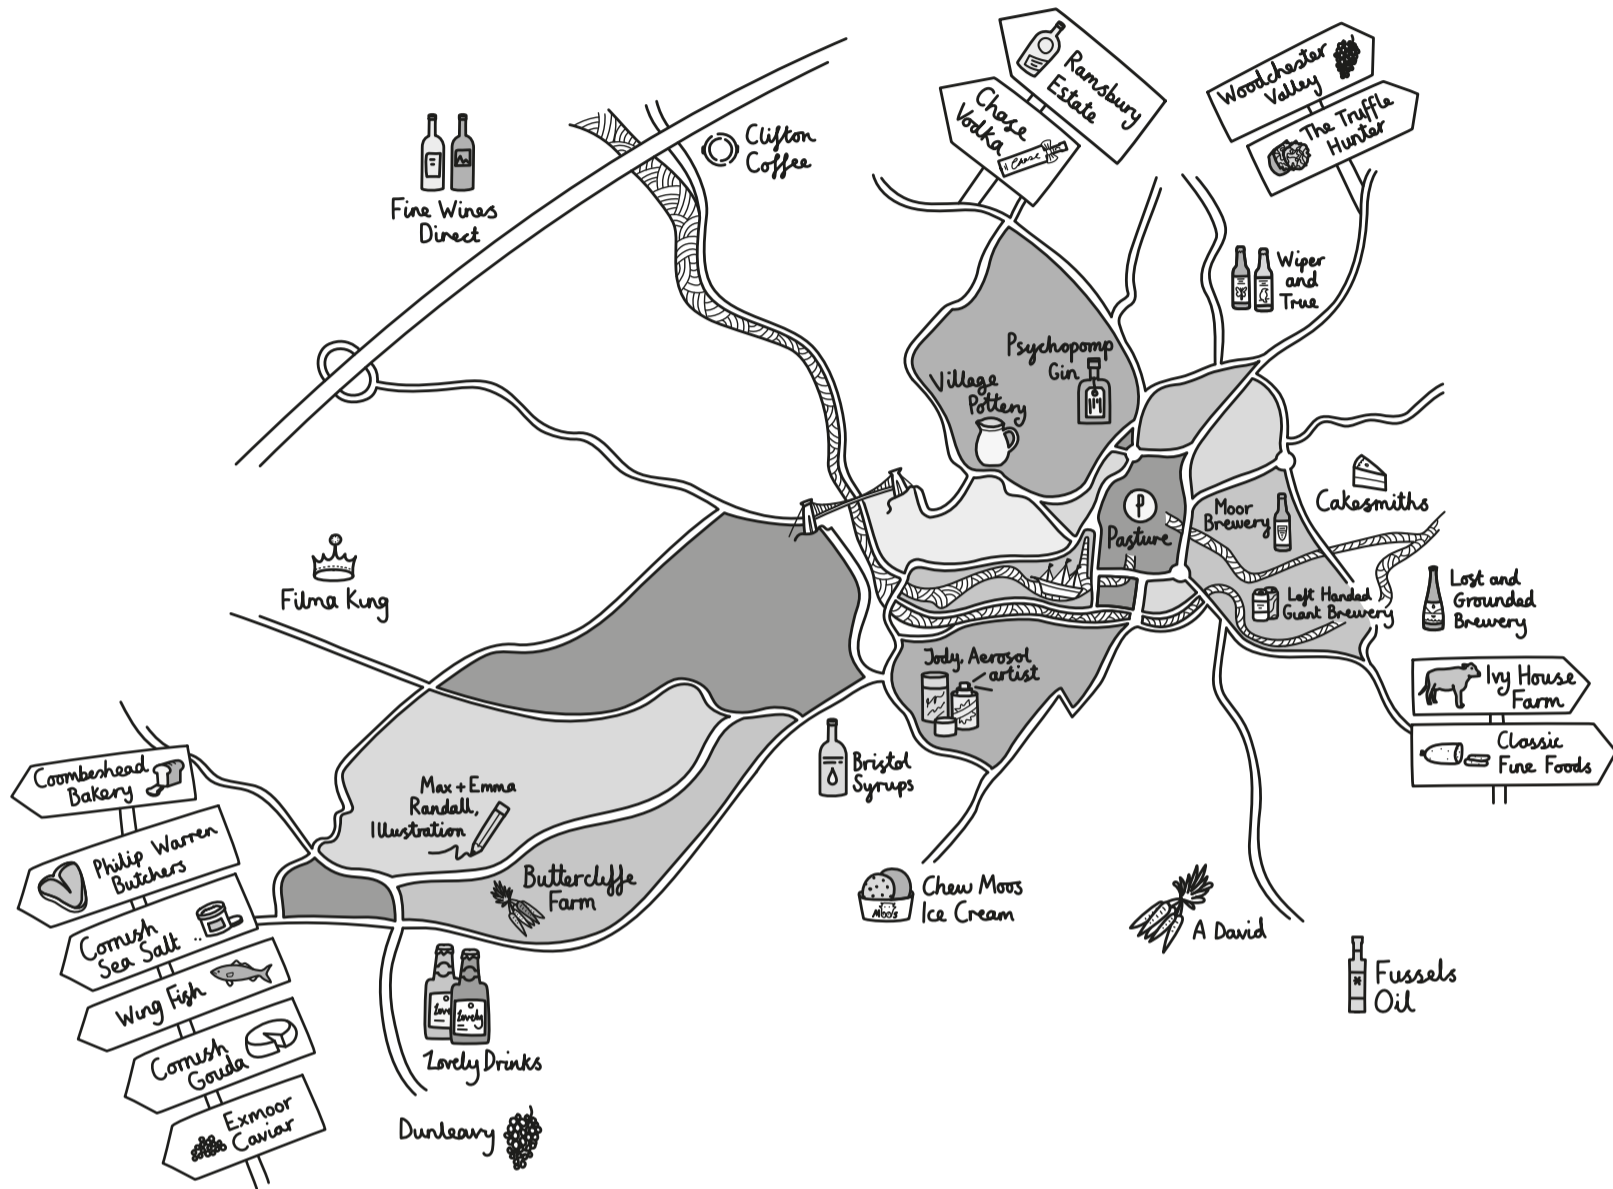 Ramsbury
Estate
Chase
Vodka
Chase
Woodchester
Valley
The Truffle
Hunter
Clifton
Coffee
Fine Wines
Direct
Wiper
and
True
Psychopomp
Gin
Village
Pottery
Cakesmiths
Moor
Brewery
P
Pasture
Filma King
Lost and
Grounded
Brewery
Left Handed
Giant Brewery
Jody, Aerosol
artist
Ivy House
Farm
Classic
Fine Foods
Bristol
Syrups
Coombeshead
Bakery
Max + Emma
Randall,
Illustration
Philip Warren
Butchers
Buttercliffe
Farm
Chew Moos
Ice Cream
Moo's
A David
Cornish
Sea Salt
Wing Fish
Fussels
Oil
Lovely
Lovely Drinks
Cornish
Gouda
Exmoor
Caviar
Dunleavy